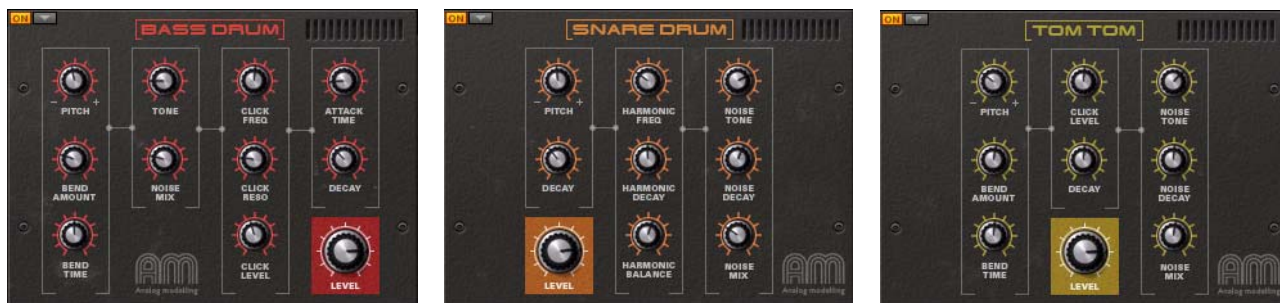 ON
BASS DRUM
- PITCH +
TONE
CLICK
FREQ
ATTACK
TIME
BEND
AMOUNT
NOISE
MIX
CLICK
RESO
DECAY
BEND
TIME
AM
Analog modelling
CLICK
LEVEL
LEVEL
ON
SNARE DRUM
- PITCH +
HARMONIC
FREQ
NOISE
TONE
DECAY
HARMONIC
DECAY
NOISE
DECAY
LEVEL
HARMONIC
BALANCE
NOISE
MIX
AM
Analog modelling
ON
TOM TOM
- PITCH +
CLICK
LEVEL
NOISE
TONE
BEND
AMOUNT
DECAY
NOISE
DECAY
BEND
TIME
LEVEL
NOISE
MIX
AM
Analog modelling